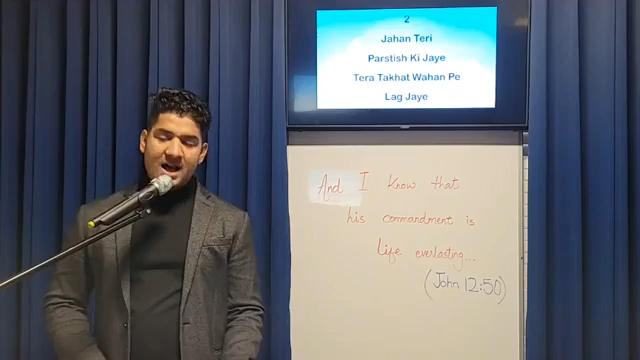 2
Jahan Teri
Parstish Ki Jaye
Tera Takhat Wahan Pe
Lag Jaye
And I Know that
his commandment is
life everlasting...
(John 12:50)